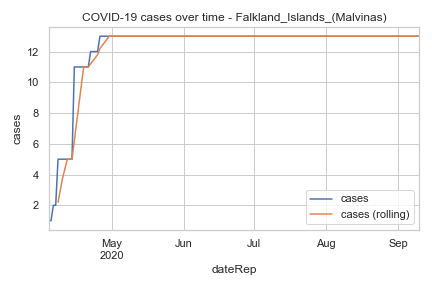 COVID-19 cases over time - Falkland_Islands_(Malvinas)
cases
12
10
8
6
4
2
cases
cases (rolling)
May
2020
Jun
Jul
Aug
Sep
dateRep